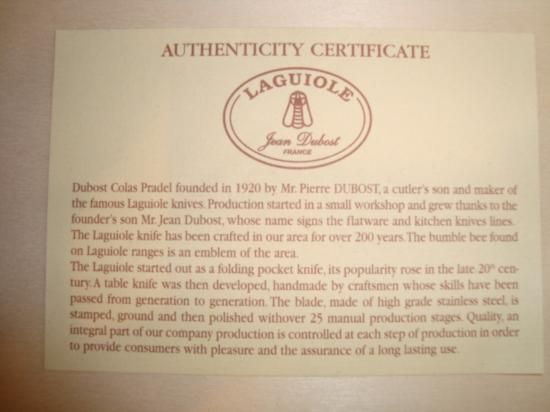 AUTHENTICITY CERTIFICATE
LAGUIOLE
Jean Dubost
FRANCE
Dubost Colas Pradel founded in 1920 by Mr. Pierre DUBOST, a cutler's son and maker of
the famous Laguiole knives. Production started in a small workshop and grew thanks to the
founder's son Mr. Jean Dubost, whose name signs the flatware and kitchen knives lines.
The Laguiole knife has been crafted in our area for over 200 years. The bumble bee found
on Laguiole ranges is an emblem of the area.
The Laguiole started out as a folding pocket knife, its popularity rose in the late 20th cen-
tury. A table knife was then developed, handmade by craftsmen whose skills have been
passed from generation to generation. The blade, made of high grade stainless steel, is
stamped, ground and then polished withover 25 manual production stages. Quality, an
integral part of our company production is controlled at each step of production in order
to provide consumers with pleasure and the assurance of a long lasting use.